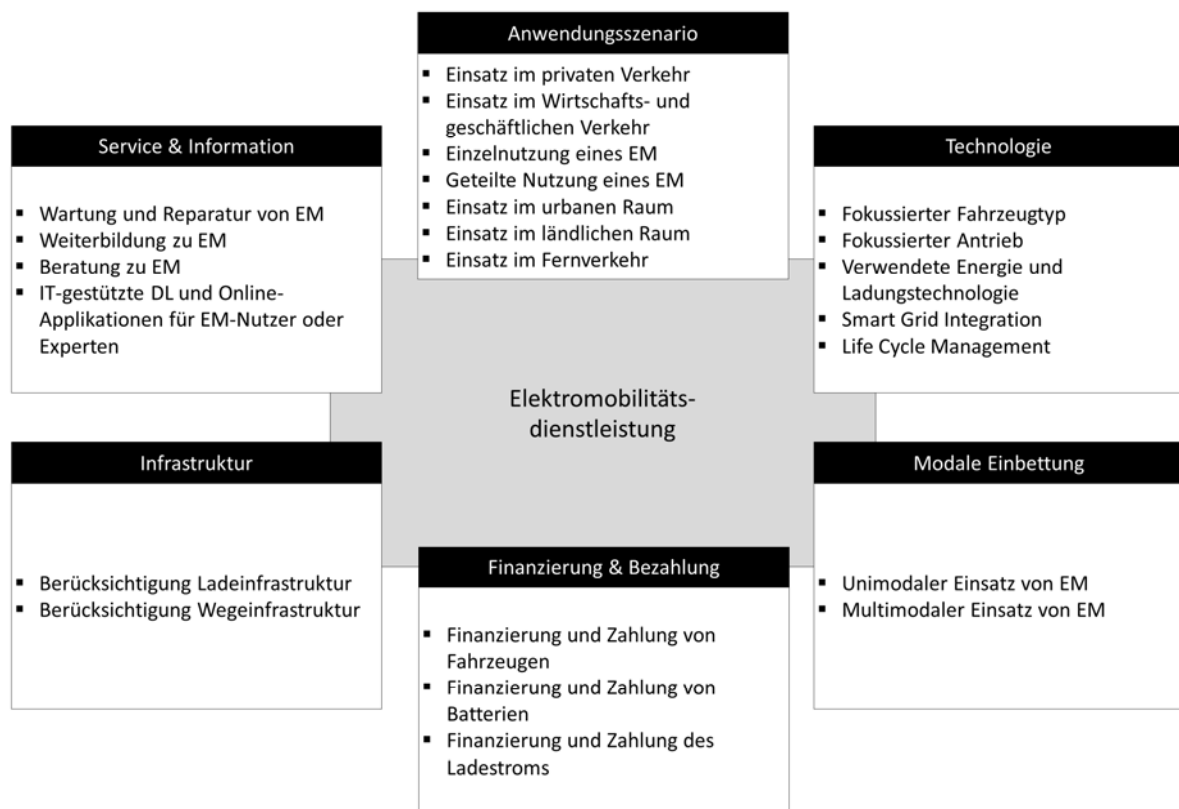 Anwendungsszenario
▪ Einsatz im privaten Verkehr
▪ Einsatz im Wirtschafts- und
geschäftlichen Verkehr
▪ Einzelnutzung eines EM
▪ Geteilte Nutzung eines EM
▪ Einsatz im urbanen Raum
▪ Einsatz im ländlichen Raum
▪ Einsatz im Fernverkehr
Service & Information
▪ Wartung und Reparatur von EM
▪ Weiterbildung zu EM
▪ Beratung zu EM
▪ IT-gestützte DL und Online-
Applikationen für EM-Nutzer oder
Experten
Technologie
▪ Fokussierter Fahrzeugtyp
▪ Fokussierter Antrieb
▪ Verwendete Energie und
Ladungstechnologie
▪ Smart Grid Integration
▪ Life Cycle Management
Elektromobilitäts-
dienstleistung
Infrastruktur
▪ Berücksichtigung Ladeinfrastruktur
▪ Berücksichtigung Wegeinfrastruktur
Finanzierung & Bezahlung
▪ Finanzierung und Zahlung von
Fahrzeugen
▪ Finanzierung und Zahlung von
Batterien
▪ Finanzierung und Zahlung des
Ladestroms
Modale Einbettung
▪ Unimodaler Einsatz von EM
▪ Multimodaler Einsatz von EM